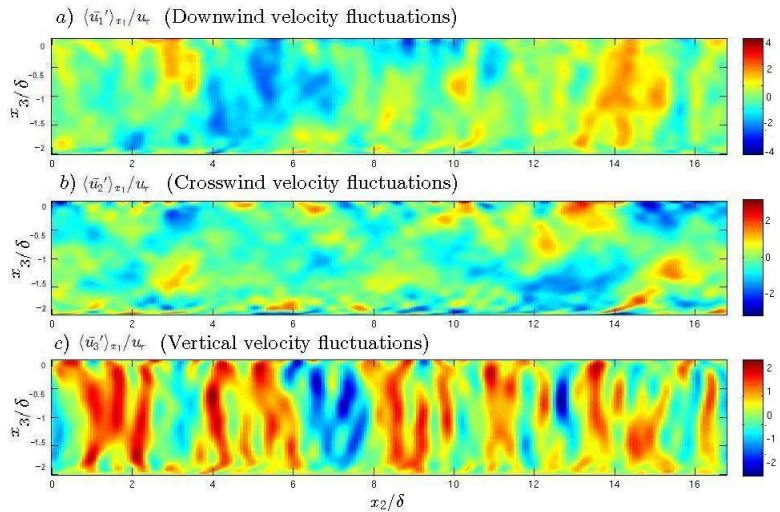 a) ⟨ū₁′⟩ₓ₁/uτ (Downwind velocity fluctuations)
x₃/δ
0
−0.5
−1
−1.5
−2
0 2 4 6 8 10 12 14 16
4
2
0
−2
−4
b) ⟨ū₂′⟩ₓ₁/uτ (Crosswind velocity fluctuations)
x₃/δ
0
−0.5
−1
−1.5
−2
0 2 4 6 8 10 12 14 16
2
0
−2
c) ⟨ū₃′⟩ₓ₁/uτ (Vertical velocity fluctuations)
x₃/δ
0
−0.5
−1
−1.5
−2
0 2 4 6 8 10 12 14 16
2
1
0
−1
−2
x₂/δ